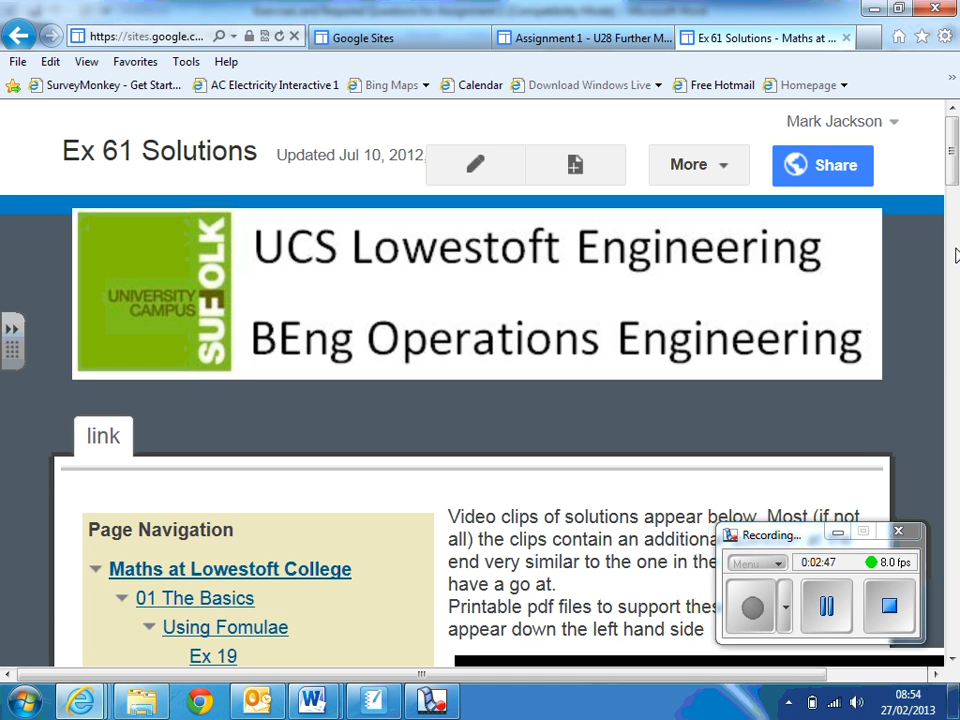 https://sites.google.c...
Google Sites
Assignment 1 - U28 Further M...
Ex 61 Solutions - Maths at ...
File Edit View Favorites Tools Help
SurveyMonkey - Get Start...
AC Electricity Interactive 1
Bing Maps
Calendar
Download Windows Live
Free Hotmail
Homepage
Mark Jackson
Ex 61 Solutions
Updated Jul 10, 2012,
More
Share
UNIVERSITY
CAMPUS
SUFFOLK
UCS Lowestoft Engineering
BEng Operations Engineering
link
Page Navigation
Maths at Lowestoft College
01 The Basics
Using Fomulae
Ex 19
Video clips of solutions appear below. Most (if not
all) the clips contain an additiona
end very similar to the one in the
have a go at.
Printable pdf files to support thes
appear down the left hand side
Recording...
Menu
0:02:47
8.0 fps
08:54
27/02/2013